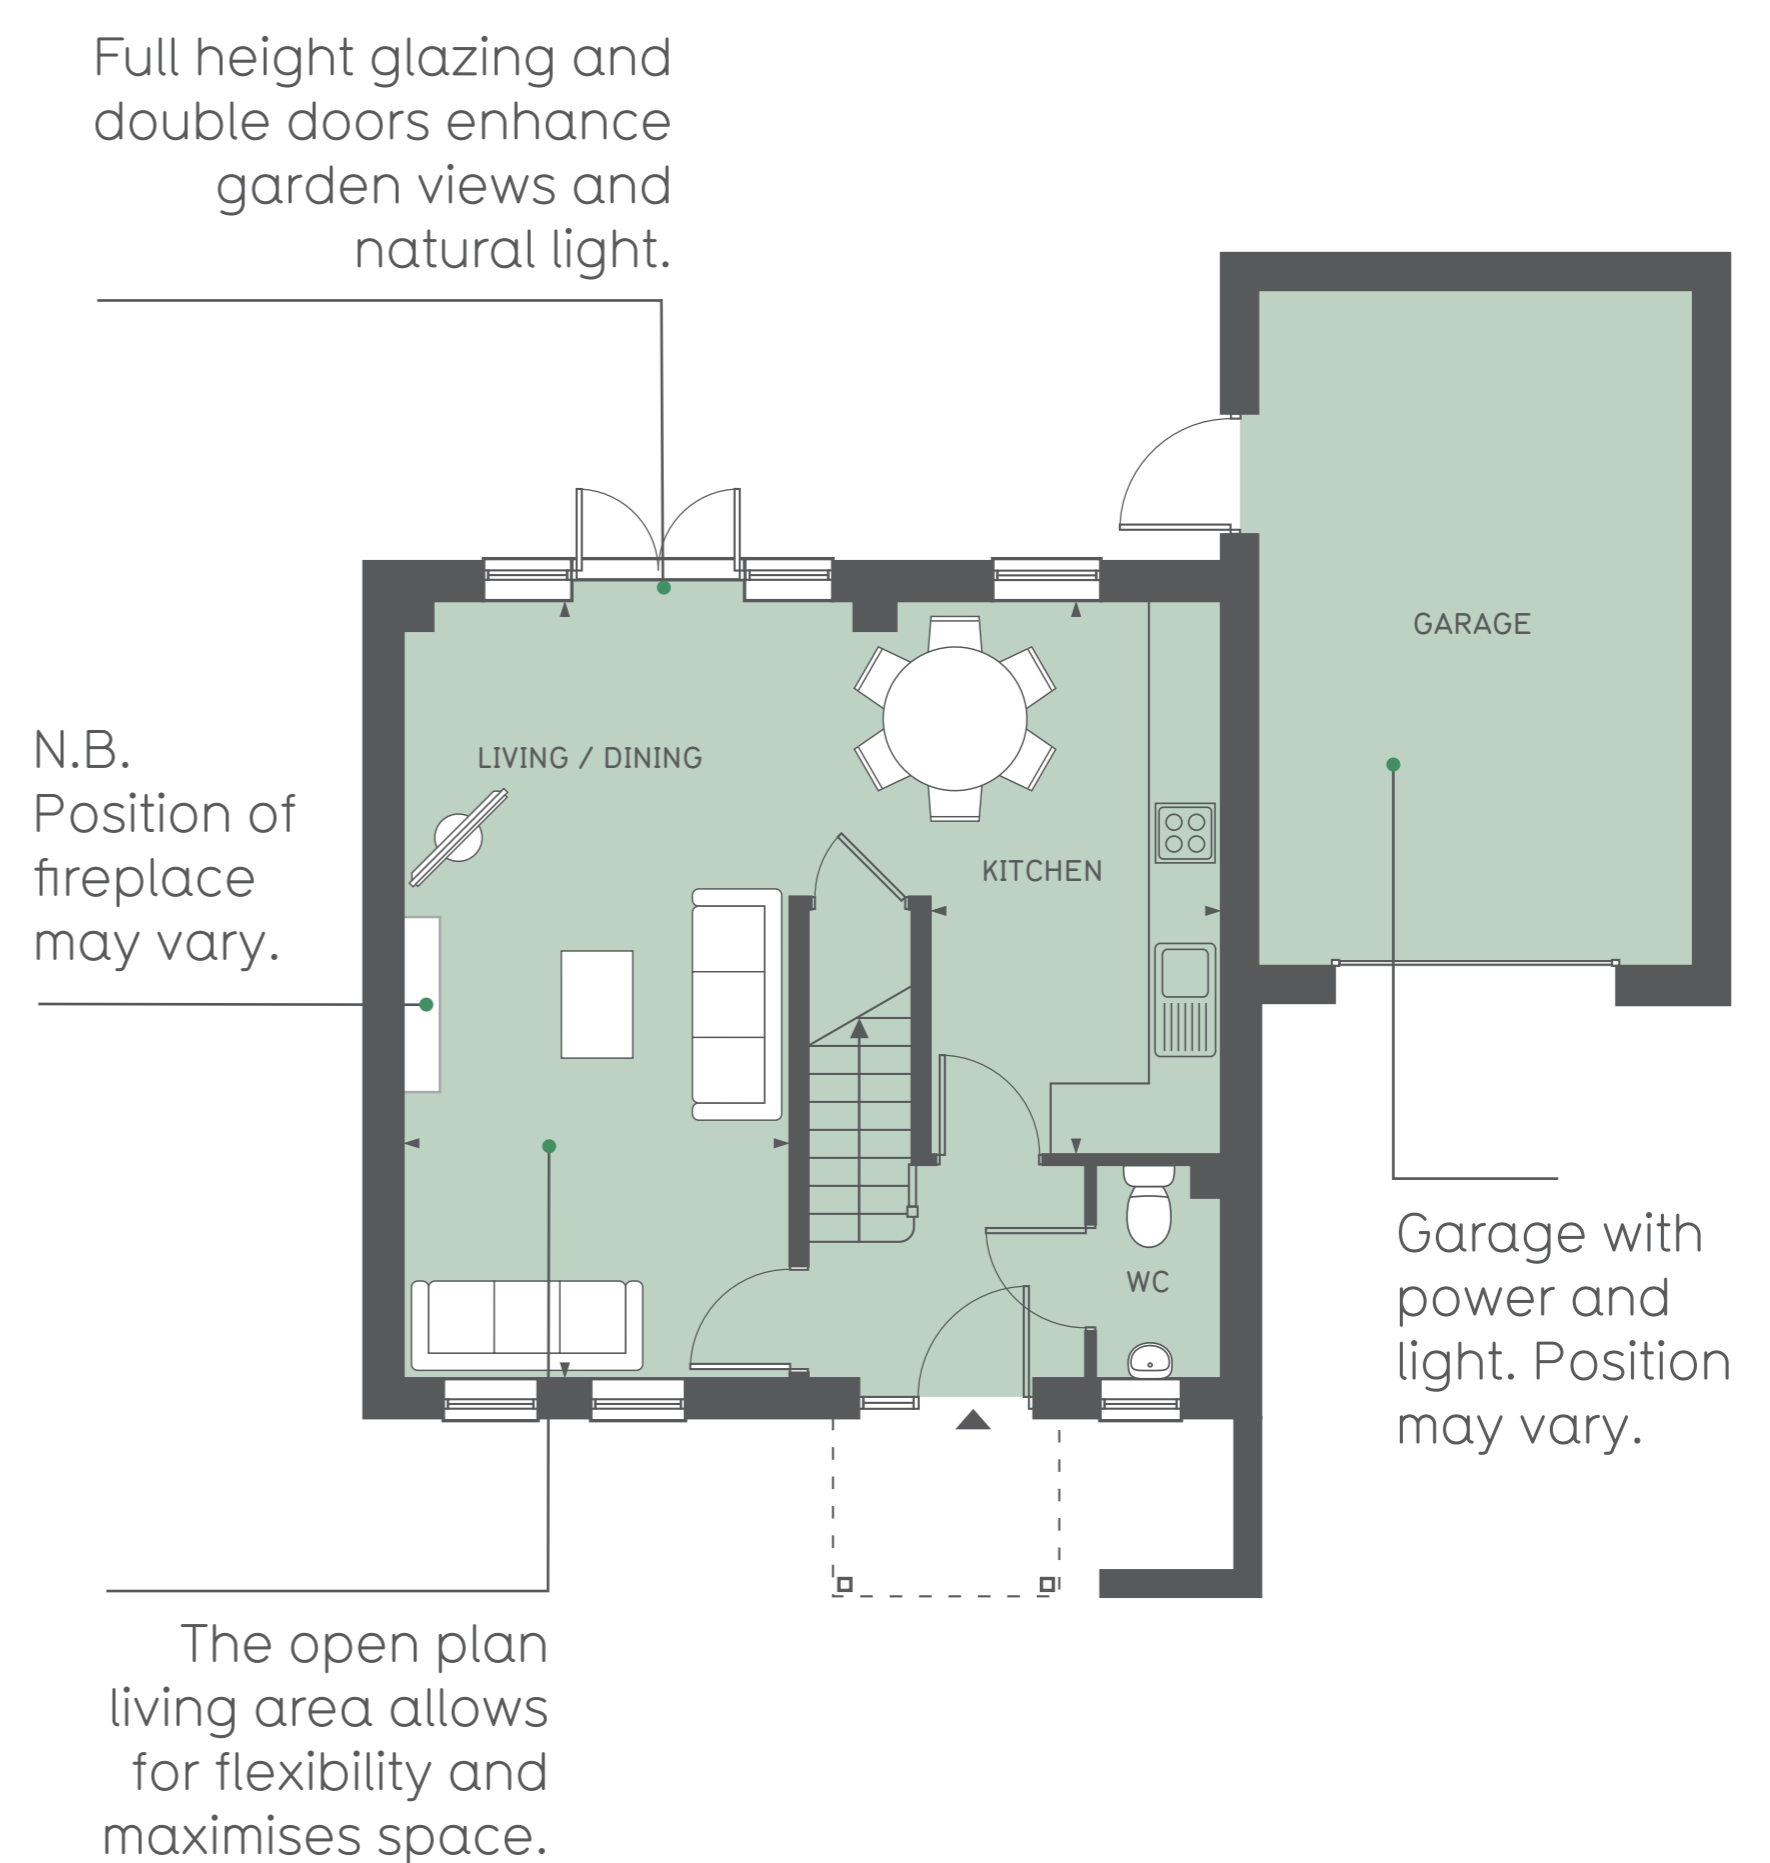 Full height glazing and
double doors enhance
garden views and
natural light.
GARAGE
N.B.
Position of
fireplace
may vary.
LIVING / DINING
KITCHEN
WC
Garage with
power and
light. Position
may vary.
The open plan
living area allows
for flexibility and
maximises space.